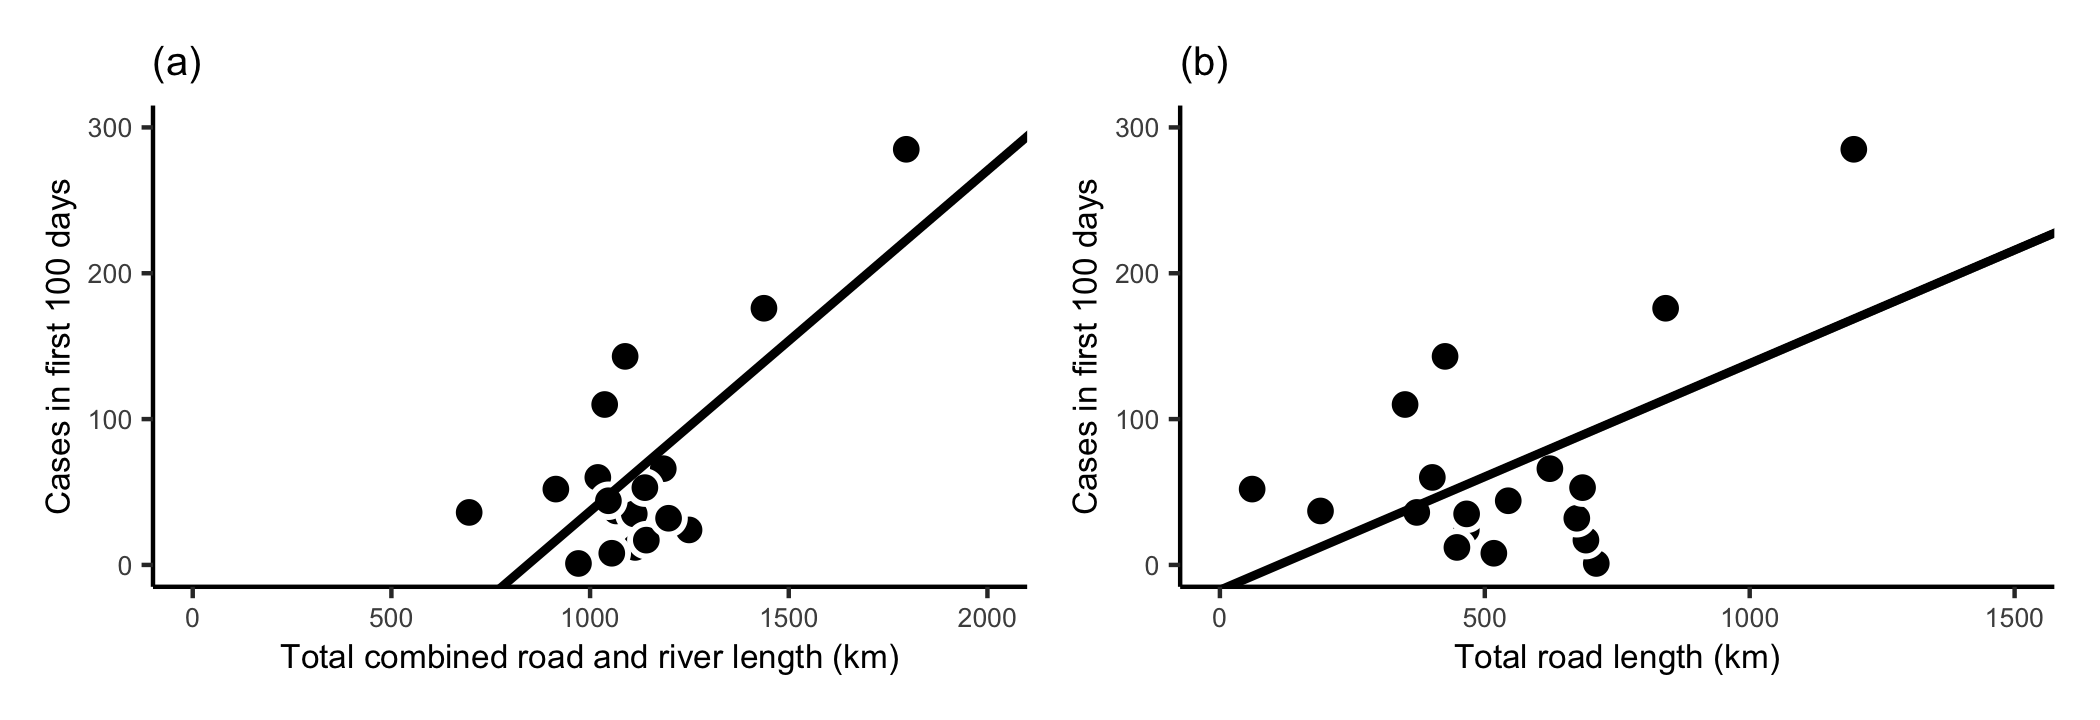 (a)
300
200
100
0
Cases in first 100 days
0 500 1000 1500 2000
Total combined road and river length (km)
(b)
300
200
100
0
Cases in first 100 days
0 500 1000 1500
Total road length (km)